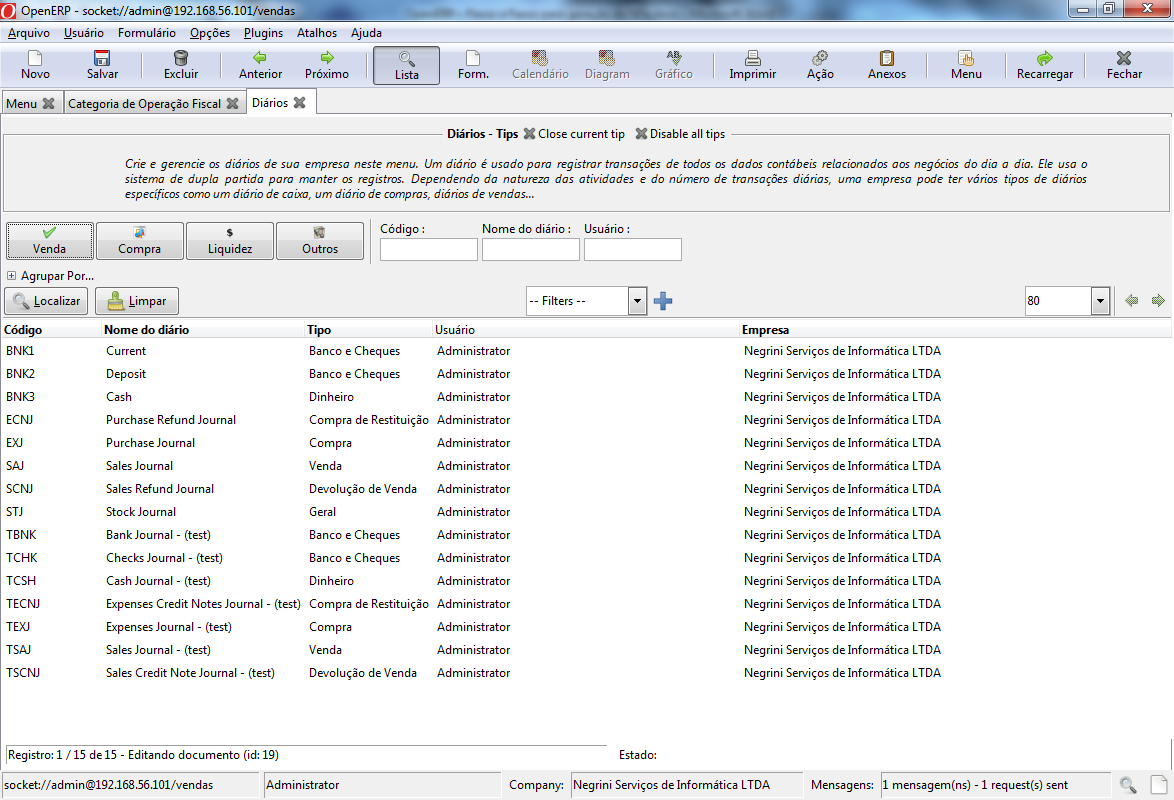 OpenERP - socket://admin@192.168.56.101/vendas
Arquivo Usuário Formulário Opções Plugins Atalhos Ajuda
Novo Salvar Excluir Anterior Próximo Lista Form. Calendário Diagram Gráfico Imprimir Ação Anexos Menu Recarregar Fechar
Menu Categoria de Operação Fiscal Diários
Diários - Tips Close current tip Disable all tips
Crie e gerencie os diários de sua empresa neste menu. Um diário é usado para registrar transações de todos os dados contábeis relacionados aos negócios do dia a dia. Ele usa o
sistema de dupla partida para manter os registros. Dependendo da natureza das atividades e do número de transações diárias, uma empresa pode ter vários tipos de diários
específicos como um diário de caixa, um diário de compras, diários de vendas...
Código : Nome do diário : Usuário :
Venda Compra $ Liquidez Outros
Agrupar Por...
Localizar Limpar -- Filters -- 80
Código Nome do diário Tipo Usuário Empresa
BNK1 Current Banco e Cheques Administrator Negrini Serviços de Informática LTDA
BNK2 Deposit Banco e Cheques Administrator Negrini Serviços de Informática LTDA
BNK3 Cash Dinheiro Administrator Negrini Serviços de Informática LTDA
ECNJ Purchase Refund Journal Compra de Restituição Administrator Negrini Serviços de Informática LTDA
EXJ Purchase Journal Compra Administrator Negrini Serviços de Informática LTDA
SAJ Sales Journal Venda Administrator Negrini Serviços de Informática LTDA
SCNJ Sales Refund Journal Devolução de Venda Administrator Negrini Serviços de Informática LTDA
STJ Stock Journal Geral Administrator Negrini Serviços de Informática LTDA
TBNK Bank Journal - (test) Banco e Cheques Administrator Negrini Serviços de Informática LTDA
TCHK Checks Journal - (test) Banco e Cheques Administrator Negrini Serviços de Informática LTDA
TCSH Cash Journal - (test) Dinheiro Administrator Negrini Serviços de Informática LTDA
TECNJ Expenses Credit Notes Journal - (test) Compra de Restituição Administrator Negrini Serviços de Informática LTDA
TEXJ Expenses Journal - (test) Compra Administrator Negrini Serviços de Informática LTDA
TSAJ Sales Journal - (test) Venda Administrator Negrini Serviços de Informática LTDA
TSCNJ Sales Credit Note Journal - (test) Devolução de Venda Administrator Negrini Serviços de Informática LTDA
Registro: 1 / 15 de 15 - Editando documento (id: 19) Estado:
socket://admin@192.168.56.101/vendas Administrator Company: Negrini Serviços de Informática LTDA Mensagens: 1 mensagem(ns) - 1 request(s) sent